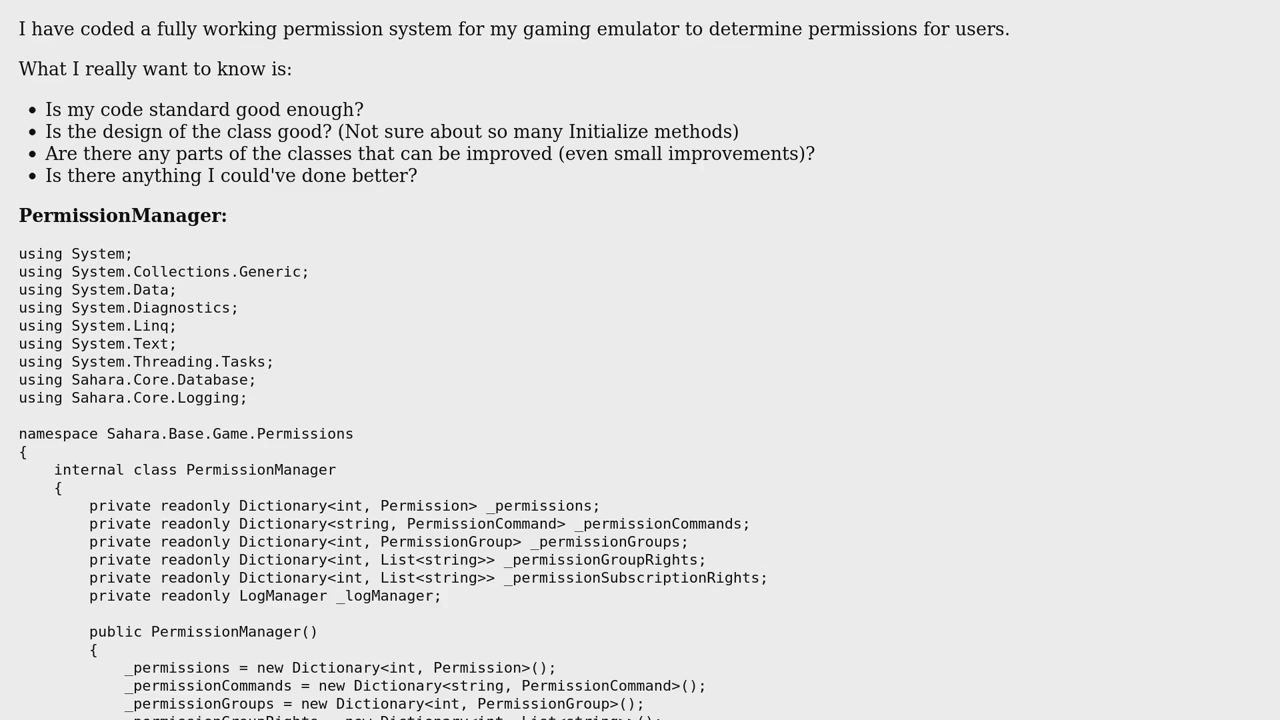 I have coded a fully working permission system for my gaming emulator to determine permissions for users.
What I really want to know is:
• Is my code standard good enough?
• Is the design of the class good? (Not sure about so many Initialize methods)
• Are there any parts of the classes that can be improved (even small improvements)?
• Is there anything I could've done better?
PermissionManager:
using System;
using System.Collections.Generic;
using System.Data;
using System.Diagnostics;
using System.Linq;
using System.Text;
using System.Threading.Tasks;
using Sahara.Core.Database;
using Sahara.Core.Logging;
namespace Sahara.Base.Game.Permissions
{
    internal class PermissionManager
    {
        private readonly Dictionary<int, Permission> _permissions;
        private readonly Dictionary<string, PermissionCommand> _permissionCommands;
        private readonly Dictionary<int, PermissionGroup> _permissionGroups;
        private readonly Dictionary<int, List<string>> _permissionGroupRights;
        private readonly Dictionary<int, List<string>> _permissionSubscriptionRights;
        private readonly LogManager _logManager;
        public PermissionManager()
        {
            _permissions = new Dictionary<int, Permission>();
            _permissionCommands = new Dictionary<string, PermissionCommand>();
            _permissionGroups = new Dictionary<int, PermissionGroup>();
            _permissionGroupRights = new Dictionary<int, List<string>>();